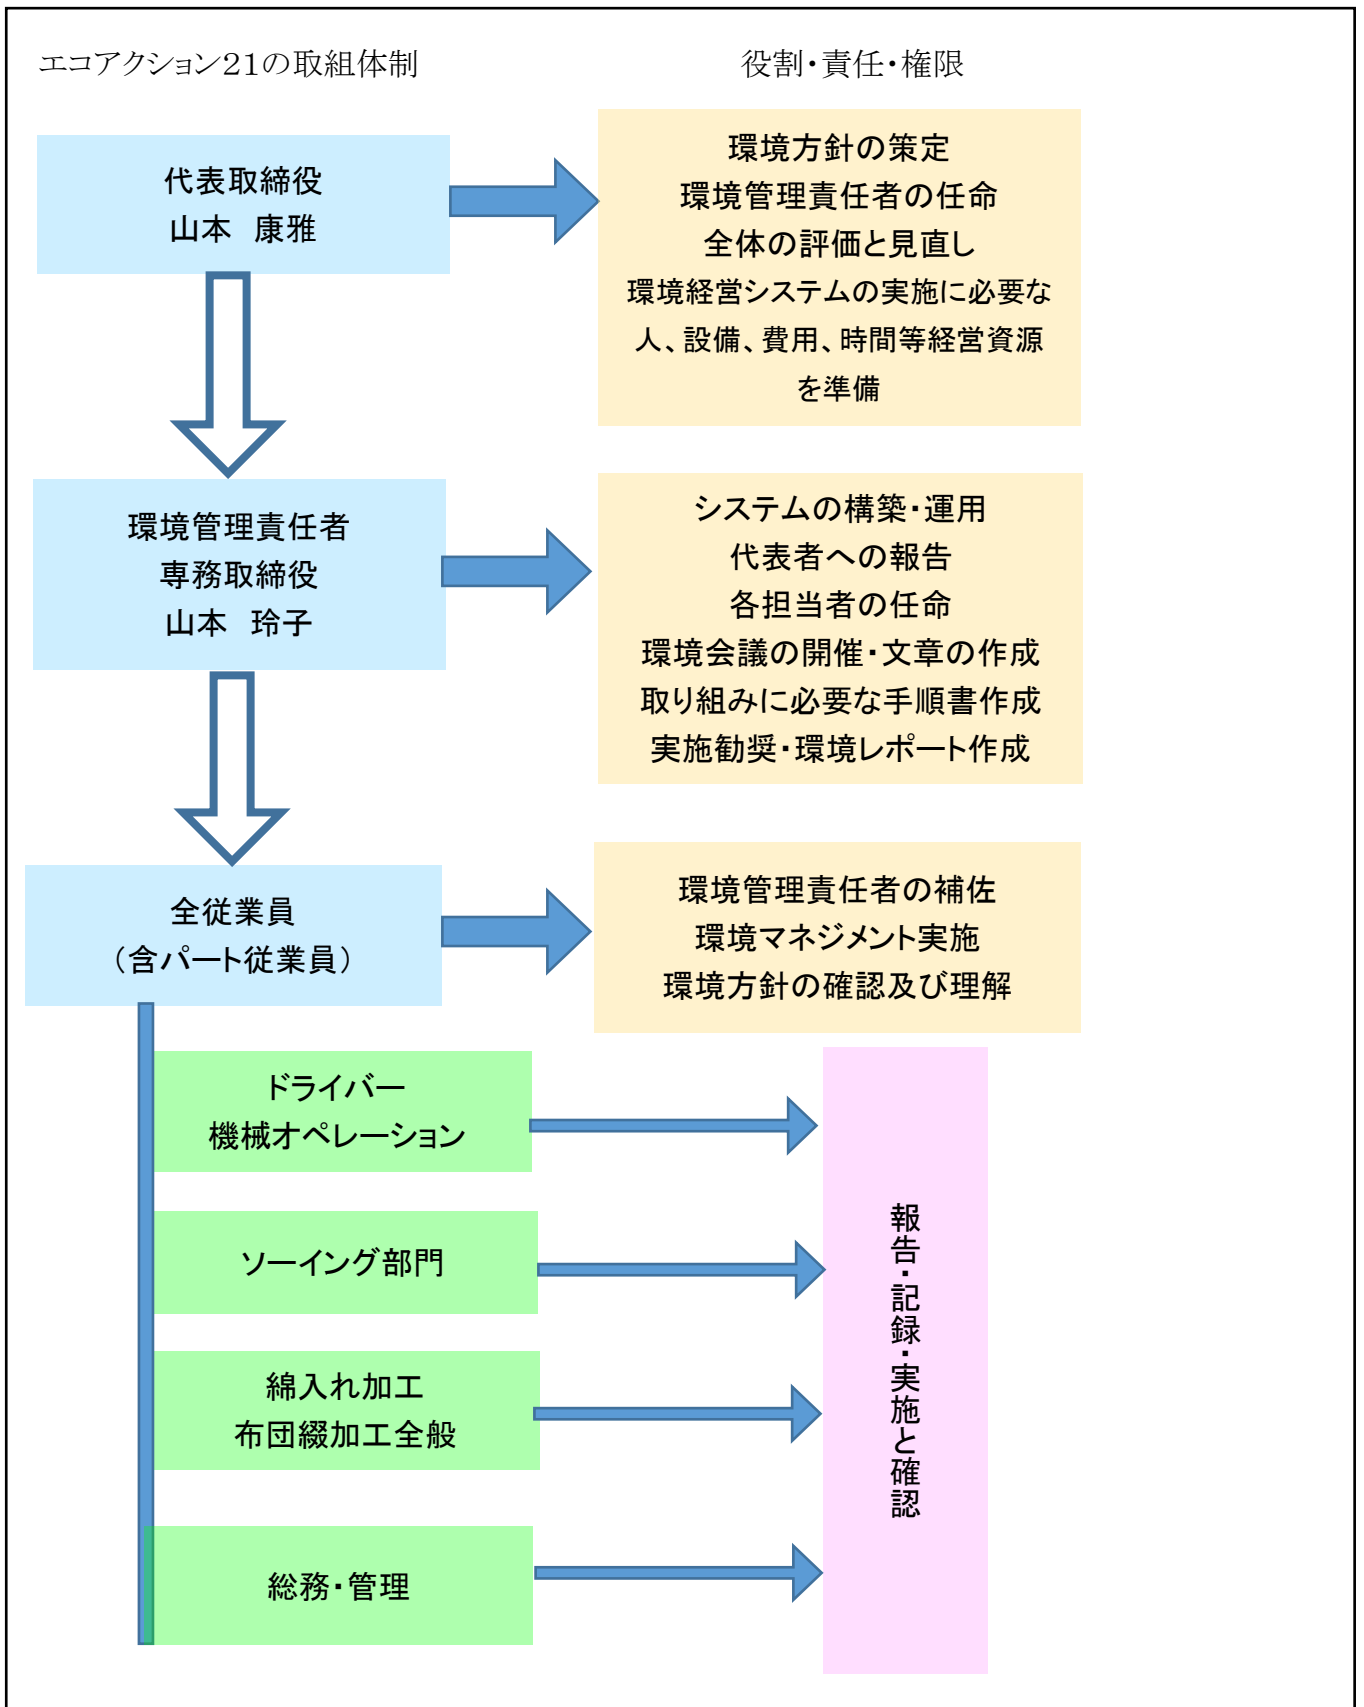 エコアクション21の取組体制
役割・責任・権限
代表取締役
山本　康雅
環境方針の策定
環境管理責任者の任命
全体の評価と見直し
環境経営システムの実施に必要な
人、設備、費用、時間等経営資源
を準備
環境管理責任者
専務取締役
山本　玲子
システムの構築・運用
代表者への報告
各担当者の任命
環境会議の開催・文章の作成
取り組みに必要な手順書作成
実施勧奨・環境レポート作成
全従業員
（含パート従業員）
環境管理責任者の補佐
環境マネジメント実施
環境方針の確認及び理解
ドライバー
機械オペレーション
ソーイング部門
綿入れ加工
布団綴加工全般
総務・管理
報告・記録・実施と確認